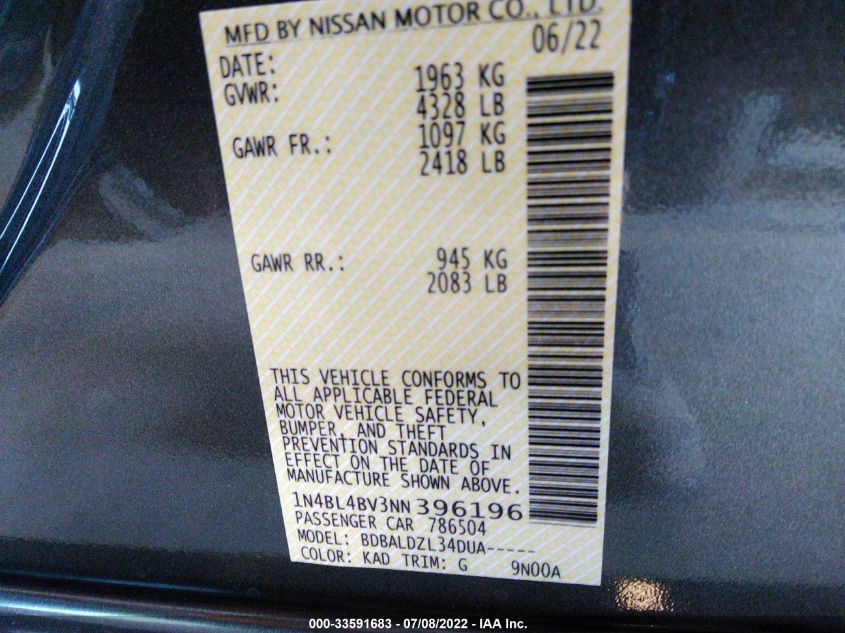 MFD BY NISSAN MOTOR CO., LTD.
DATE: 06/22
GVWR: 1963 KG
4328 LB
GAWR FR.: 1097 KG
2418 LB
GAWR RR.: 945 KG
2083 LB
THIS VEHICLE CONFORMS TO
ALL APPLICABLE FEDERAL
MOTOR VEHICLE SAFETY,
BUMPER, AND THEFT
PREVENTION STANDARDS IN
EFFECT ON THE DATE OF
MANUFACTURE SHOWN ABOVE.
1N4BL4BV3NN396196
PASSENGER CAR 786504
MODEL: BDBALDZL34DUA-----
COLOR: KAD TRIM: G 9N00A
000-33591683 - 07/08/2022 - IAA Inc.